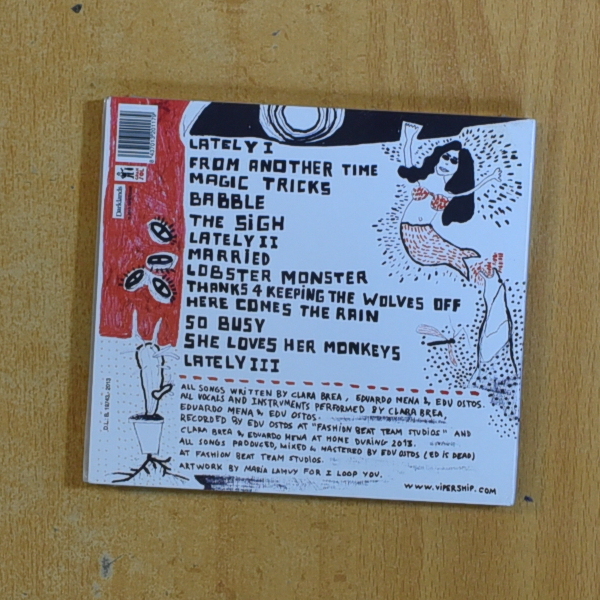 LATELY I
FROM ANOTHER TIME
MAGIC TRICKS
BABBLE
THE SIGH
LATELY II
MARRIED
LOBSTER MONSTER
THANKS 4 KEEPING THE WOLVES OFF
HERE COMES THE RAIN
SO BUSY
SHE LOVES HER MONKEYS
LATELY III
ALL SONGS WRITTEN BY CLARA BREA, EDUARDO MENA &, EDU OSTOS.
ALL VOCALS AND INSTRUMENTS PERFORMED BY CLARA BREA,
EDUARDO MENA &, EDU OSTOS.
RECORDED BY EDU OSTOS AT "FASHION BEAT TEAM STUDIOS" AND
CLARA BREA & EDUARDO MENA AT HOME DURING 2013.
ALL SONGS PRODUCED, MIXED & MASTERED BY EDU OSTOS (ED IS DEAD)
AT FASHION BEAT TEAM STUDIOS.
ARTWORK BY MARÍA LAHUY FOR I LOOP YOU.
WWW.VIPERSHIP.COM
Darklands